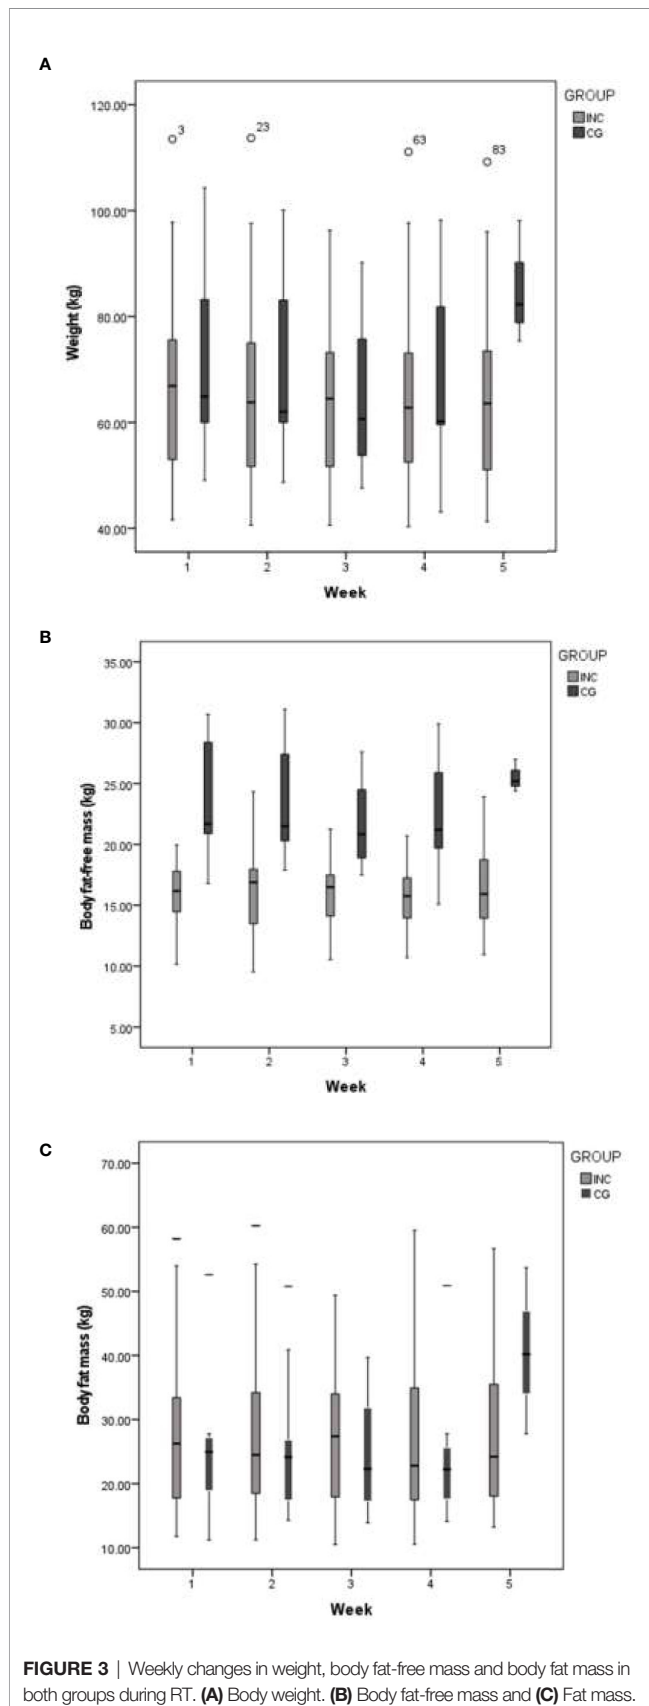 A
120.00
100.00
80.00
60.00
40.00
Weight (kg)
3
23
63
83
GROUP
INC
CG
1 2 3 4 5
Week
B
35.00
30.00
25.00
20.00
15.00
10.00
5.00
Body fat-free mass (kg)
GROUP
INC
CG
1 2 3 4 5
Week
C
70.00
60.00
50.00
40.00
30.00
20.00
10.00
Body fat mass (kg)
GROUP
INC
CG
1 2 3 4 5
Week
FIGURE 3 | Weekly changes in weight, body fat-free mass and body fat mass in
both groups during RT. (A) Body weight. (B) Body fat-free mass and (C) Fat mass.